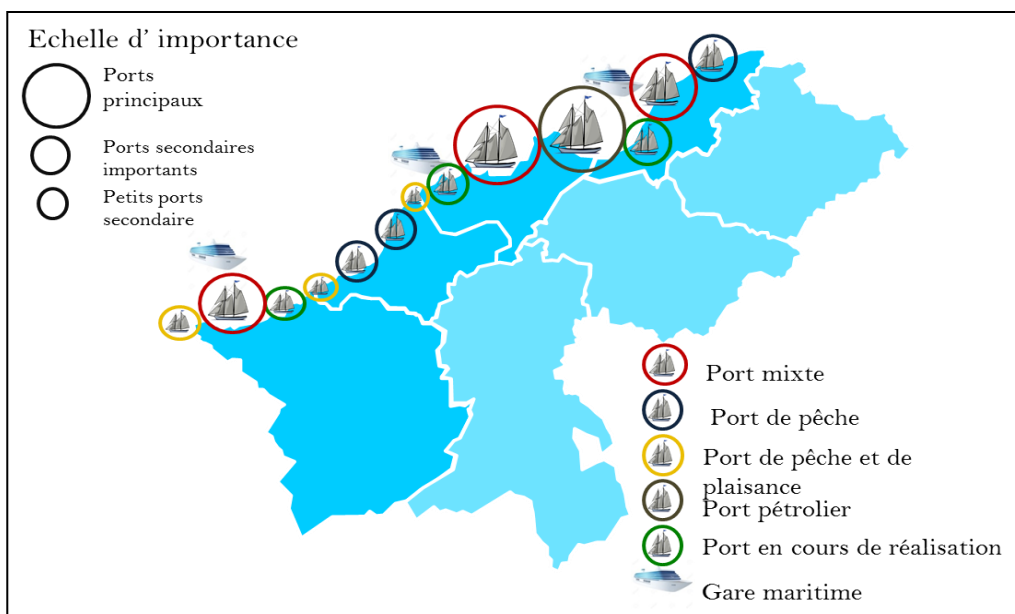 Echelle d' importance
Ports
principaux
Ports secondaires
importants
Petits ports
secondaire
Port mixte
Port de pêche
Port de pêche et de
plaisance
Port pétrolier
Port en cours de réalisation
Gare maritime